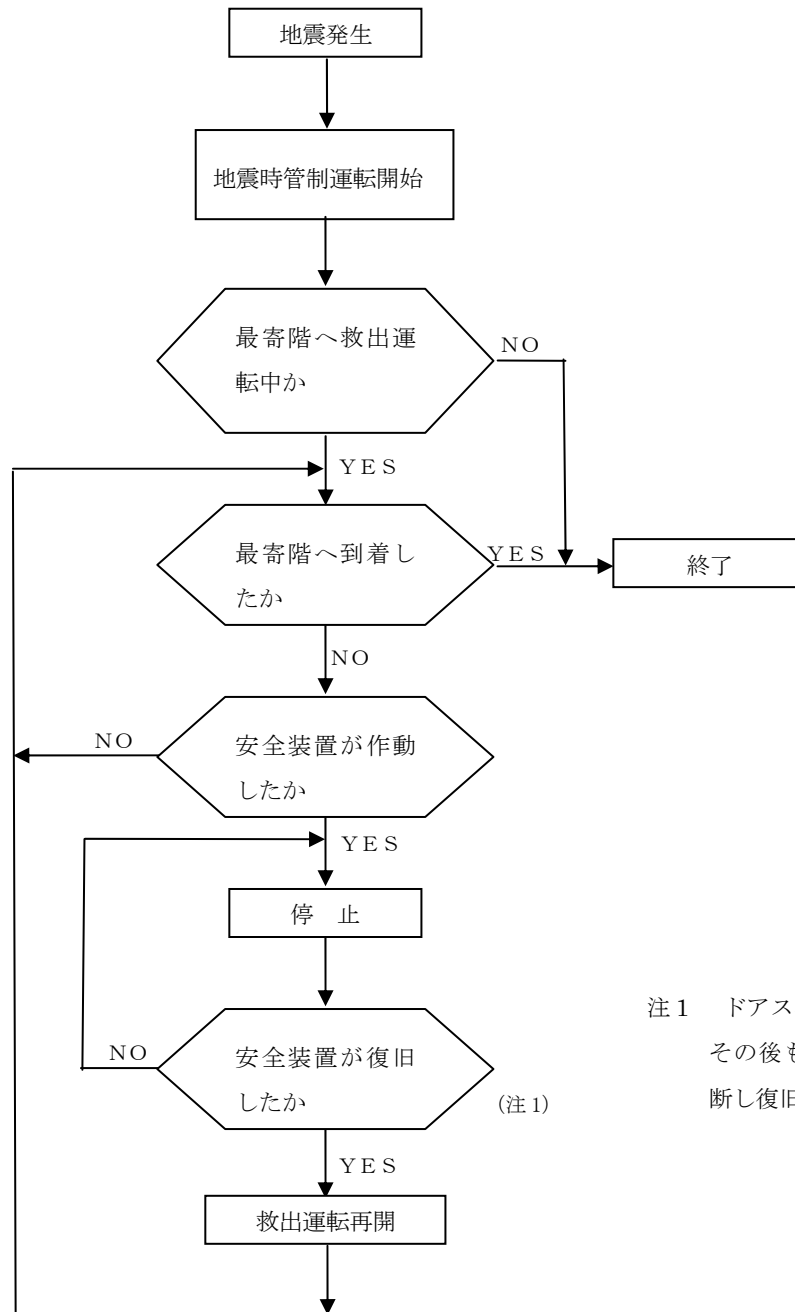 地震発生
地震時管制運転開始
最寄階へ救出運
転中か
NO
YES
最寄階へ到着し
たか
YES
終了
NO
安全装置が作動
したか
NO
YES
停　止
安全装置が復旧
したか
NO
(注1)
注１　ドアス
その後も
断し復旧
YES
救出運転再開